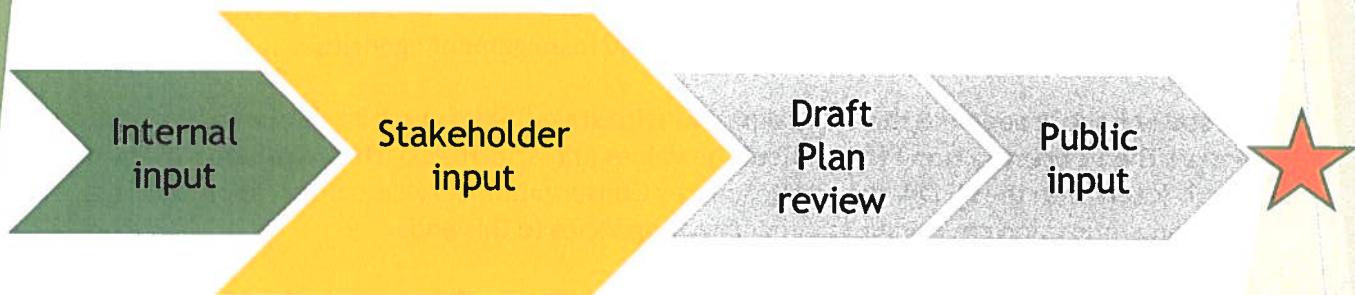 Internal
input
Stakeholder
input
Draft
Plan
review
Public
input